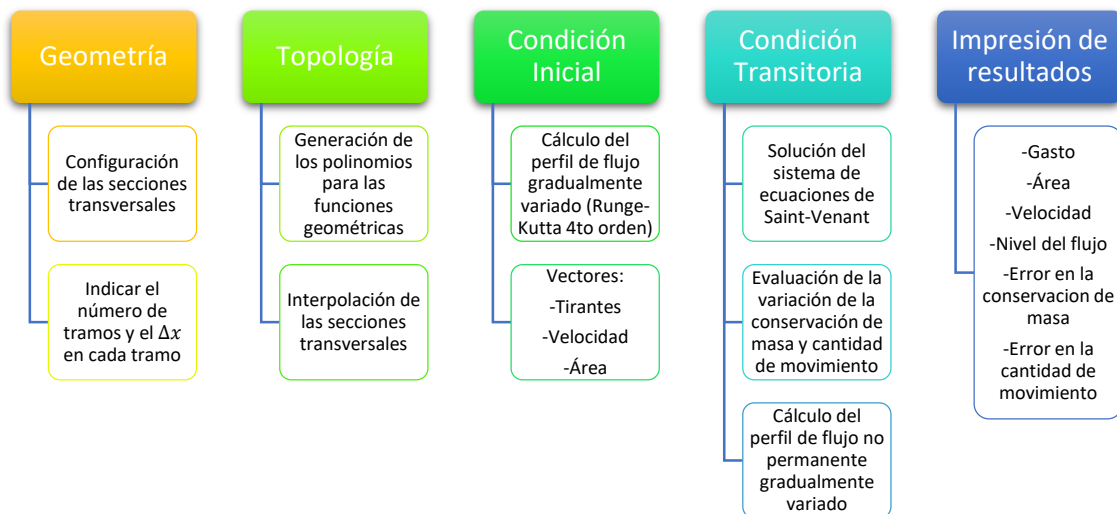 Geometría
Configuración
de las secciones
transversales
Indicar el
número de
tramos y el Δx
en cada tramo
Topología
Generación de
los polinomios
para las
funciones
geométricas
Interpolación de
las secciones
transversales
Condición
Inicial
Cálculo del
perfil de flujo
gradualmente
variado (Runge-
Kutta 4to orden)
Vectores:
-Tirantes
-Velocidad
-Área
Condición
Transitoria
Solución del
sistema de
ecuaciones de
Saint-Venant
Evaluación de la
variación de la
conservación de
masa y cantidad
de movimiento
Cálculo del
perfil de flujo no
permanente
gradualmente
variado
Impresión de
resultados
-Gasto
-Área
-Velocidad
-Nivel del flujo
-Error en la
conservacion de
masa
-Error en la
cantidad de
movimiento